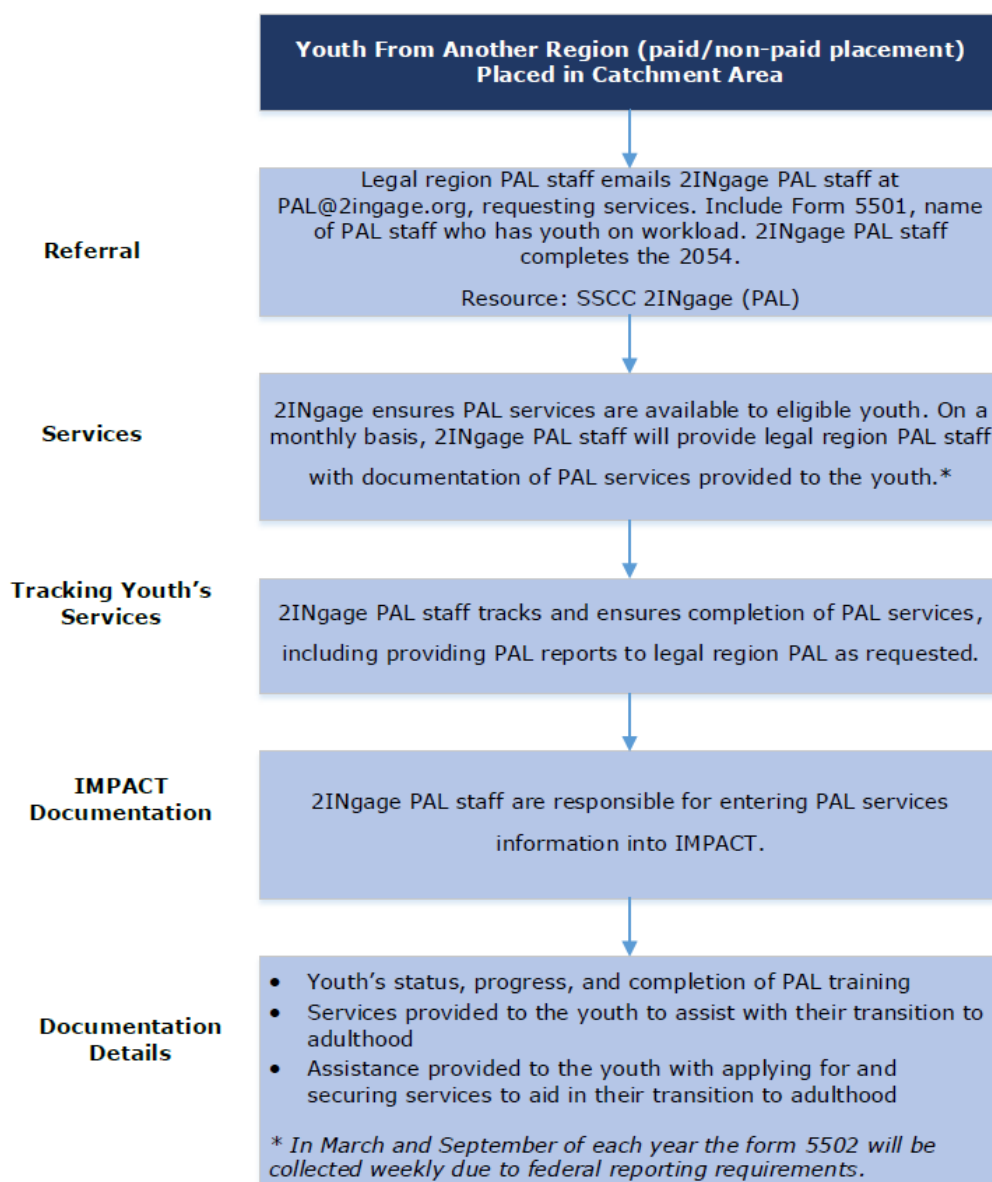 Youth From Another Region (paid/non-paid placement)
Placed in Catchment Area
Referral
Legal region PAL staff emails 2INgage PAL staff at
PAL@2ingage.org, requesting services. Include Form 5501, name
of PAL staff who has youth on workload. 2INgage PAL staff
completes the 2054.
Resource: SSCC 2INgage (PAL)
Services
2INgage ensures PAL services are available to eligible youth. On a
monthly basis, 2INgage PAL staff will provide legal region PAL staff
with documentation of PAL services provided to the youth.*
Tracking Youth's
Services
2INgage PAL staff tracks and ensures completion of PAL services,
including providing PAL reports to legal region PAL as requested.
IMPACT
Documentation
2INgage PAL staff are responsible for entering PAL services
information into IMPACT.
Documentation
Details
• Youth's status, progress, and completion of PAL training
• Services provided to the youth to assist with their transition to
adulthood
• Assistance provided to the youth with applying for and
securing services to aid in their transition to adulthood
* In March and September of each year the form 5502 will be
collected weekly due to federal reporting requirements.